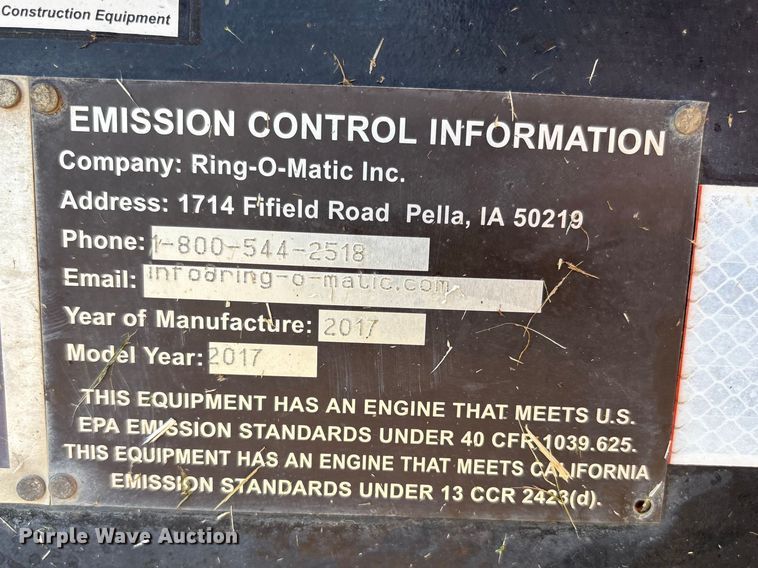 Construction Equipment
EMISSION CONTROL INFORMATION
Company: Ring-O-Matic Inc.
Address: 1714 Fifield Road Pella, IA 50219
Phone: 1-800-544-2518
Email: info@ring-o-matic.com
Year of Manufacture: 2017
Model Year: 2017
THIS EQUIPMENT HAS AN ENGINE THAT MEETS U.S.
EPA EMISSION STANDARDS UNDER 40 CFR 1039.625.
THIS EQUIPMENT HAS AN ENGINE THAT MEETS CALIFORNIA
EMISSION STANDARDS UNDER 13 CCR 2423(d).
Purple Wave Auction